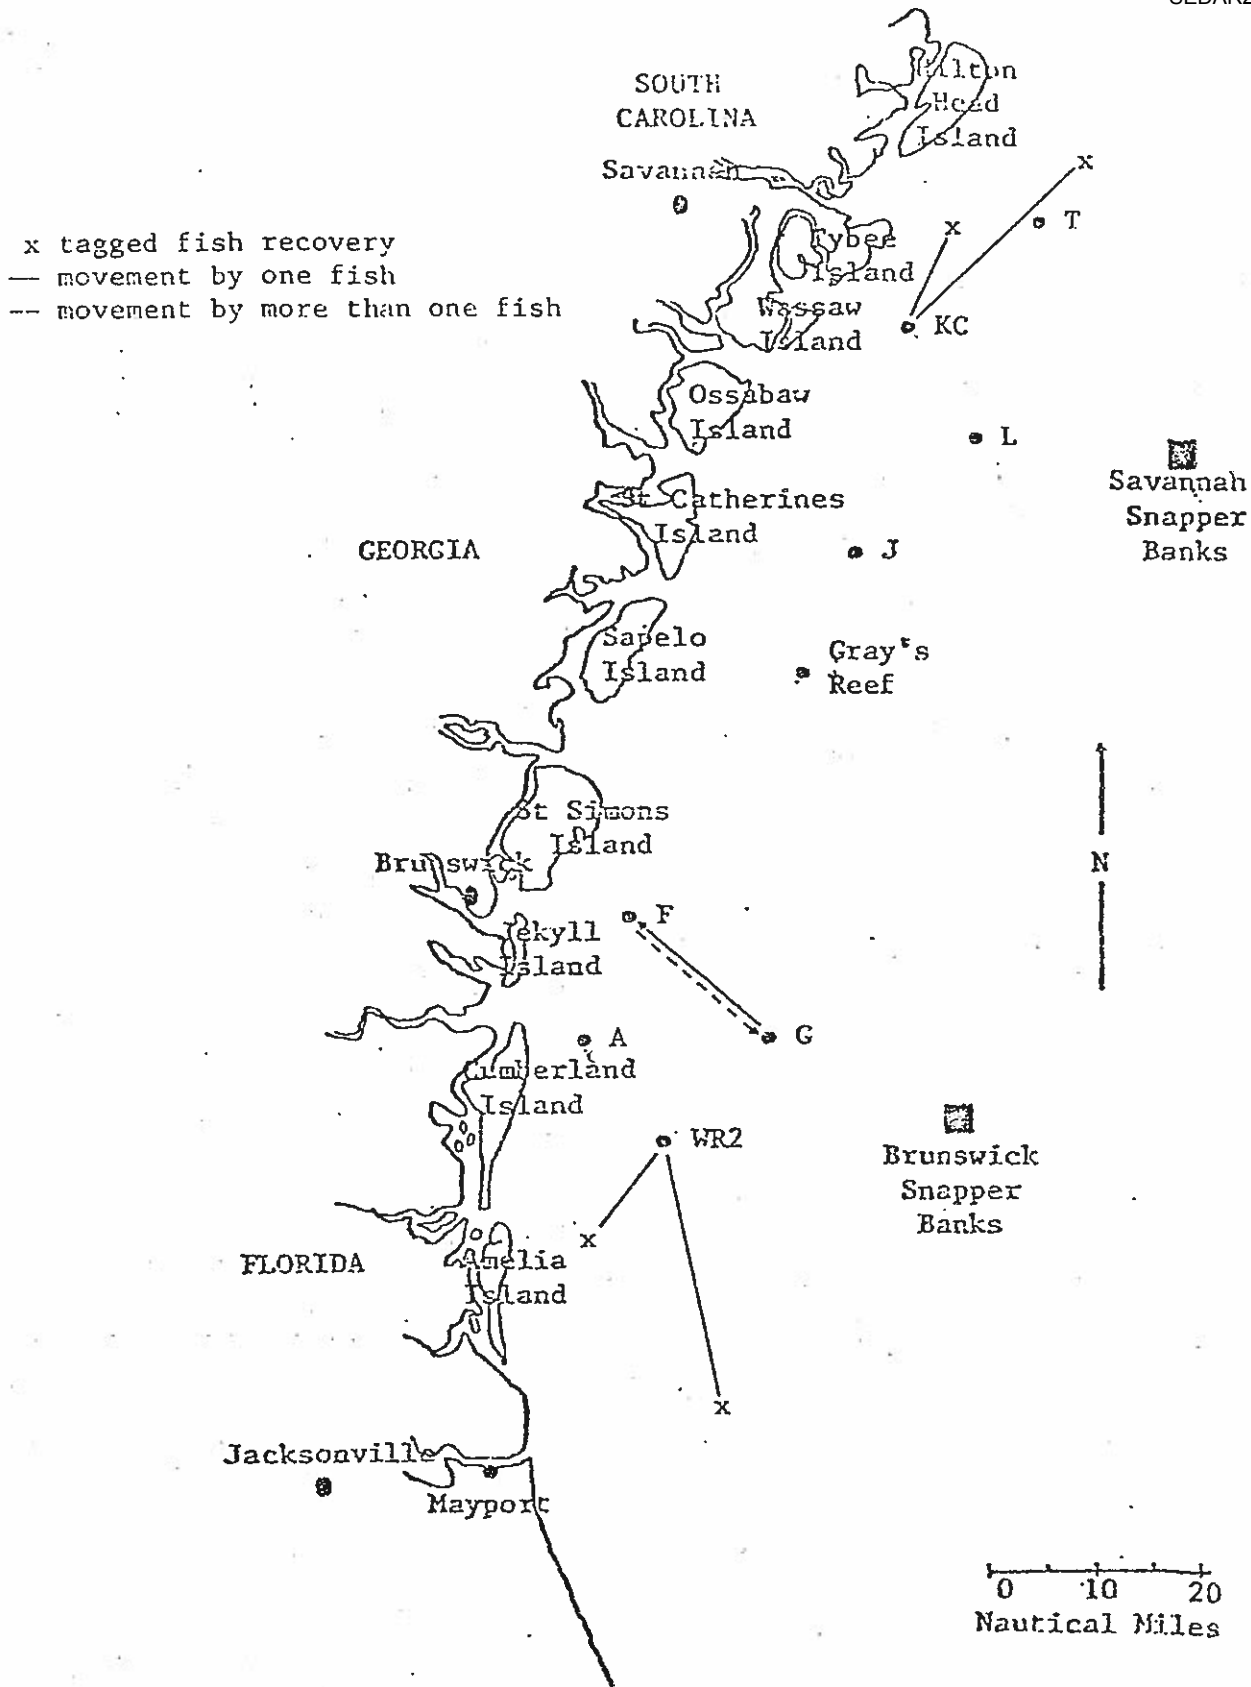 SOUTH
CAROLINA
Hilton
Head
Island
Savannah
x
T
x tagged fish recovery
— movement by one fish
-- movement by more than one fish
x
Tybee
Island
Wassaw
Island
KC
Ossabaw
Island
L
Savannah
Snapper
Banks
St Catherines
Island
GEORGIA
J
Sapelo
Island
Gray's
Reef
St Simons
Island
Brunswick
N
F
Jekyll
Island
A
G
Cumberland
Island
WR2
Brunswick
Snapper
Banks
x
FLORIDA
Amelia
Island
x
Jacksonville
Mayport
0 10 20
Nautical Miles